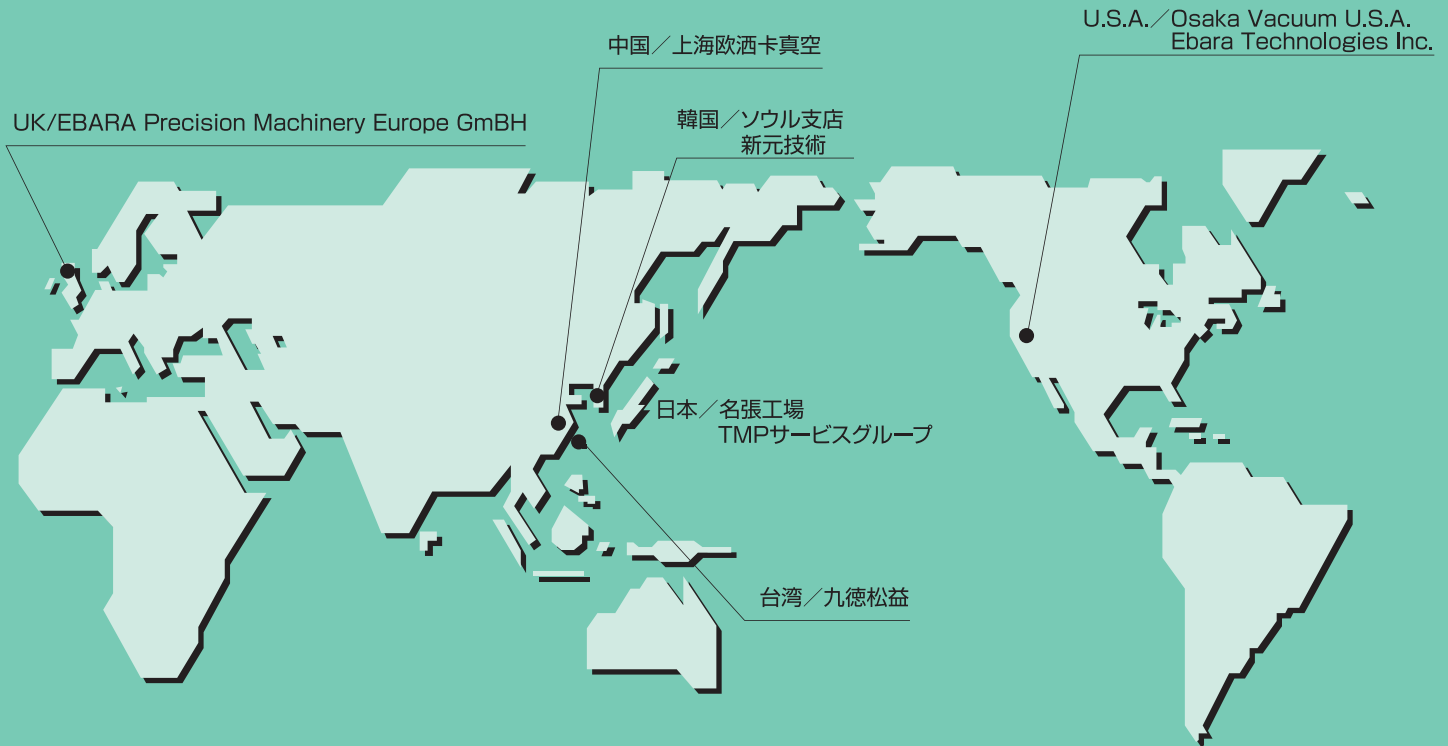 U.S.A.／Osaka Vacuum U.S.A.
Ebara Technologies Inc.
中国／上海欧洒卡真空
UK/EBARA Precision Machinery Europe GmBH
韓国／ソウル支店
新元技術
日本／名張工場
TMPサービスグループ
台湾／九徳松益